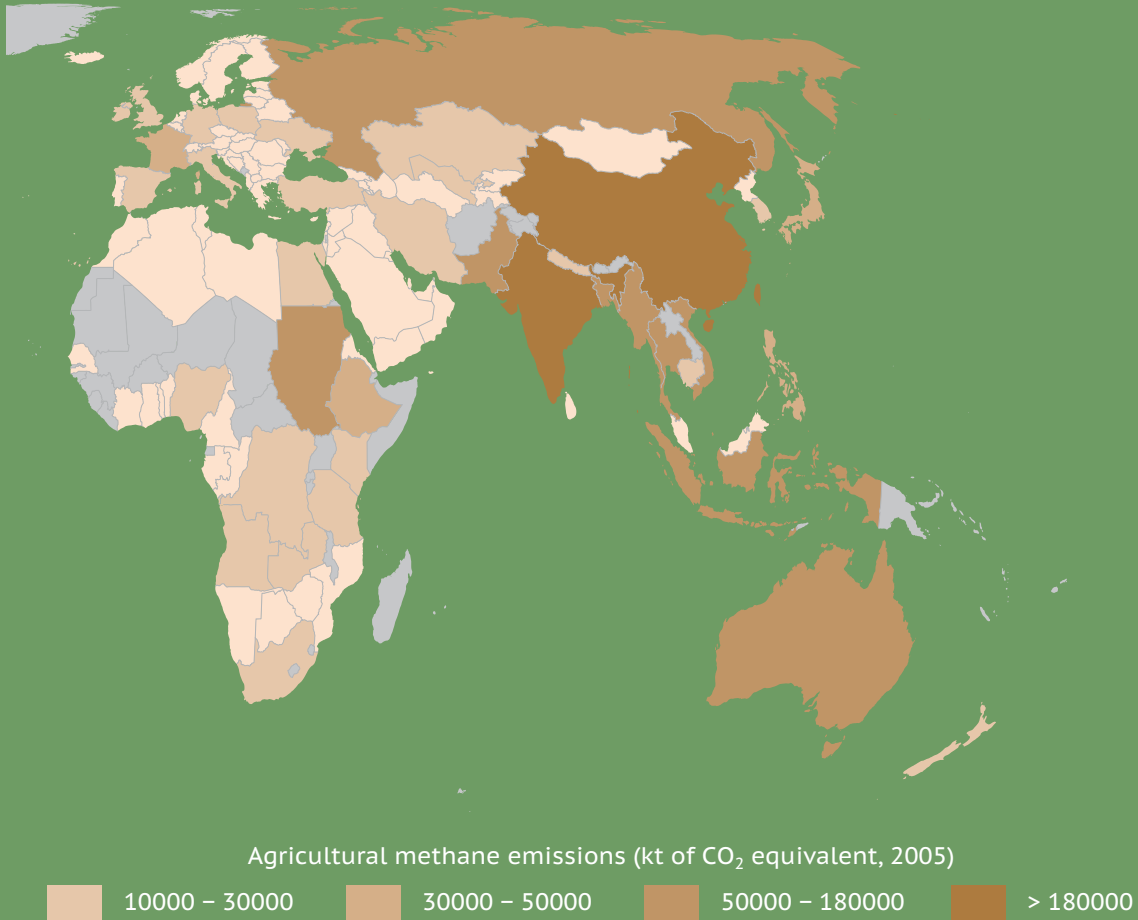 Agricultural methane emissions (kt of CO₂ equivalent, 2005)
10000 – 30000 30000 – 50000 50000 – 180000 > 180000